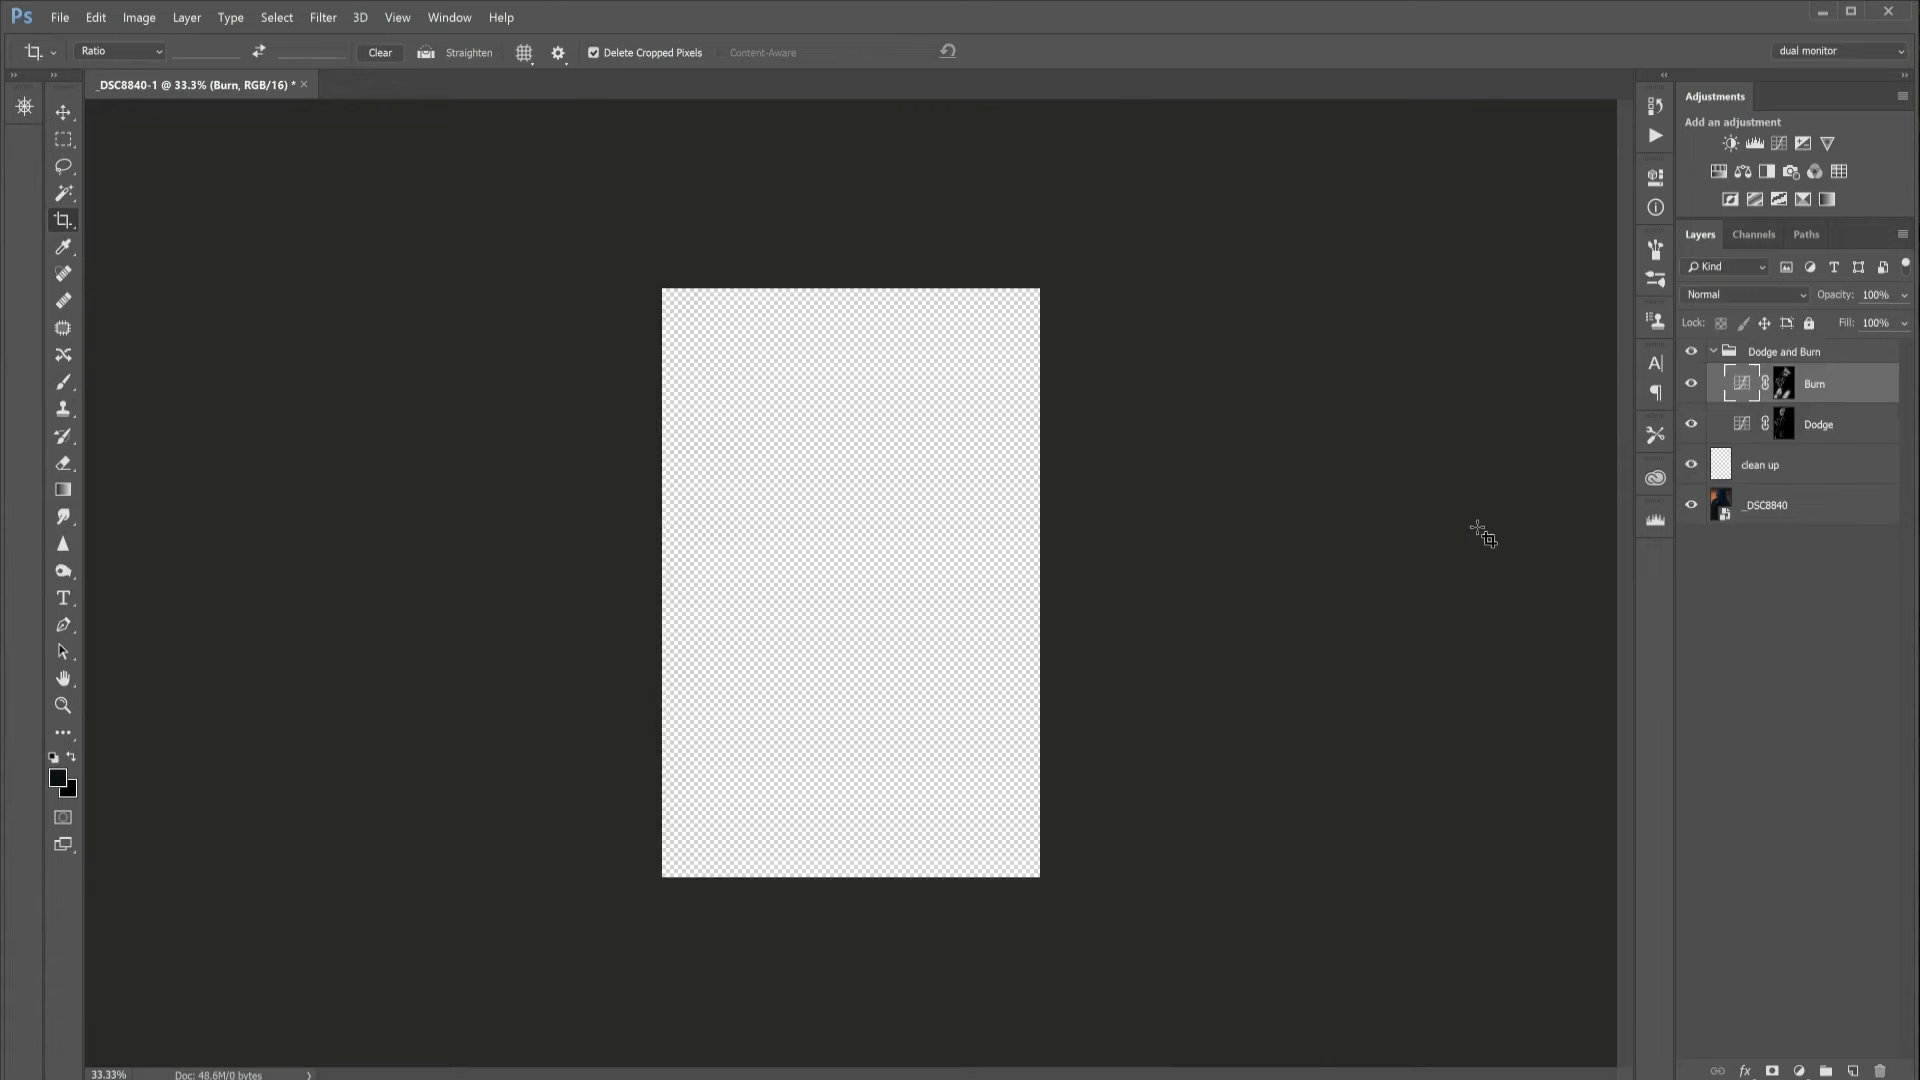 Ps File Edit Image Layer Type Select Filter 3D View Window Help
Ratio Clear Straighten Delete Cropped Pixels Content-Aware dual monitor
_DSC8840-1 @ 33.3% (Burn, RGB/16) * ×
Adjustments
Add an adjustment
Layers Channels Paths
Kind
Normal Opacity: 100%
Lock: Fill: 100%
Dodge and Burn
Burn
Dodge
clean up
_DSC8840
33.33% Doc: 48.6M/0 bytes
fx